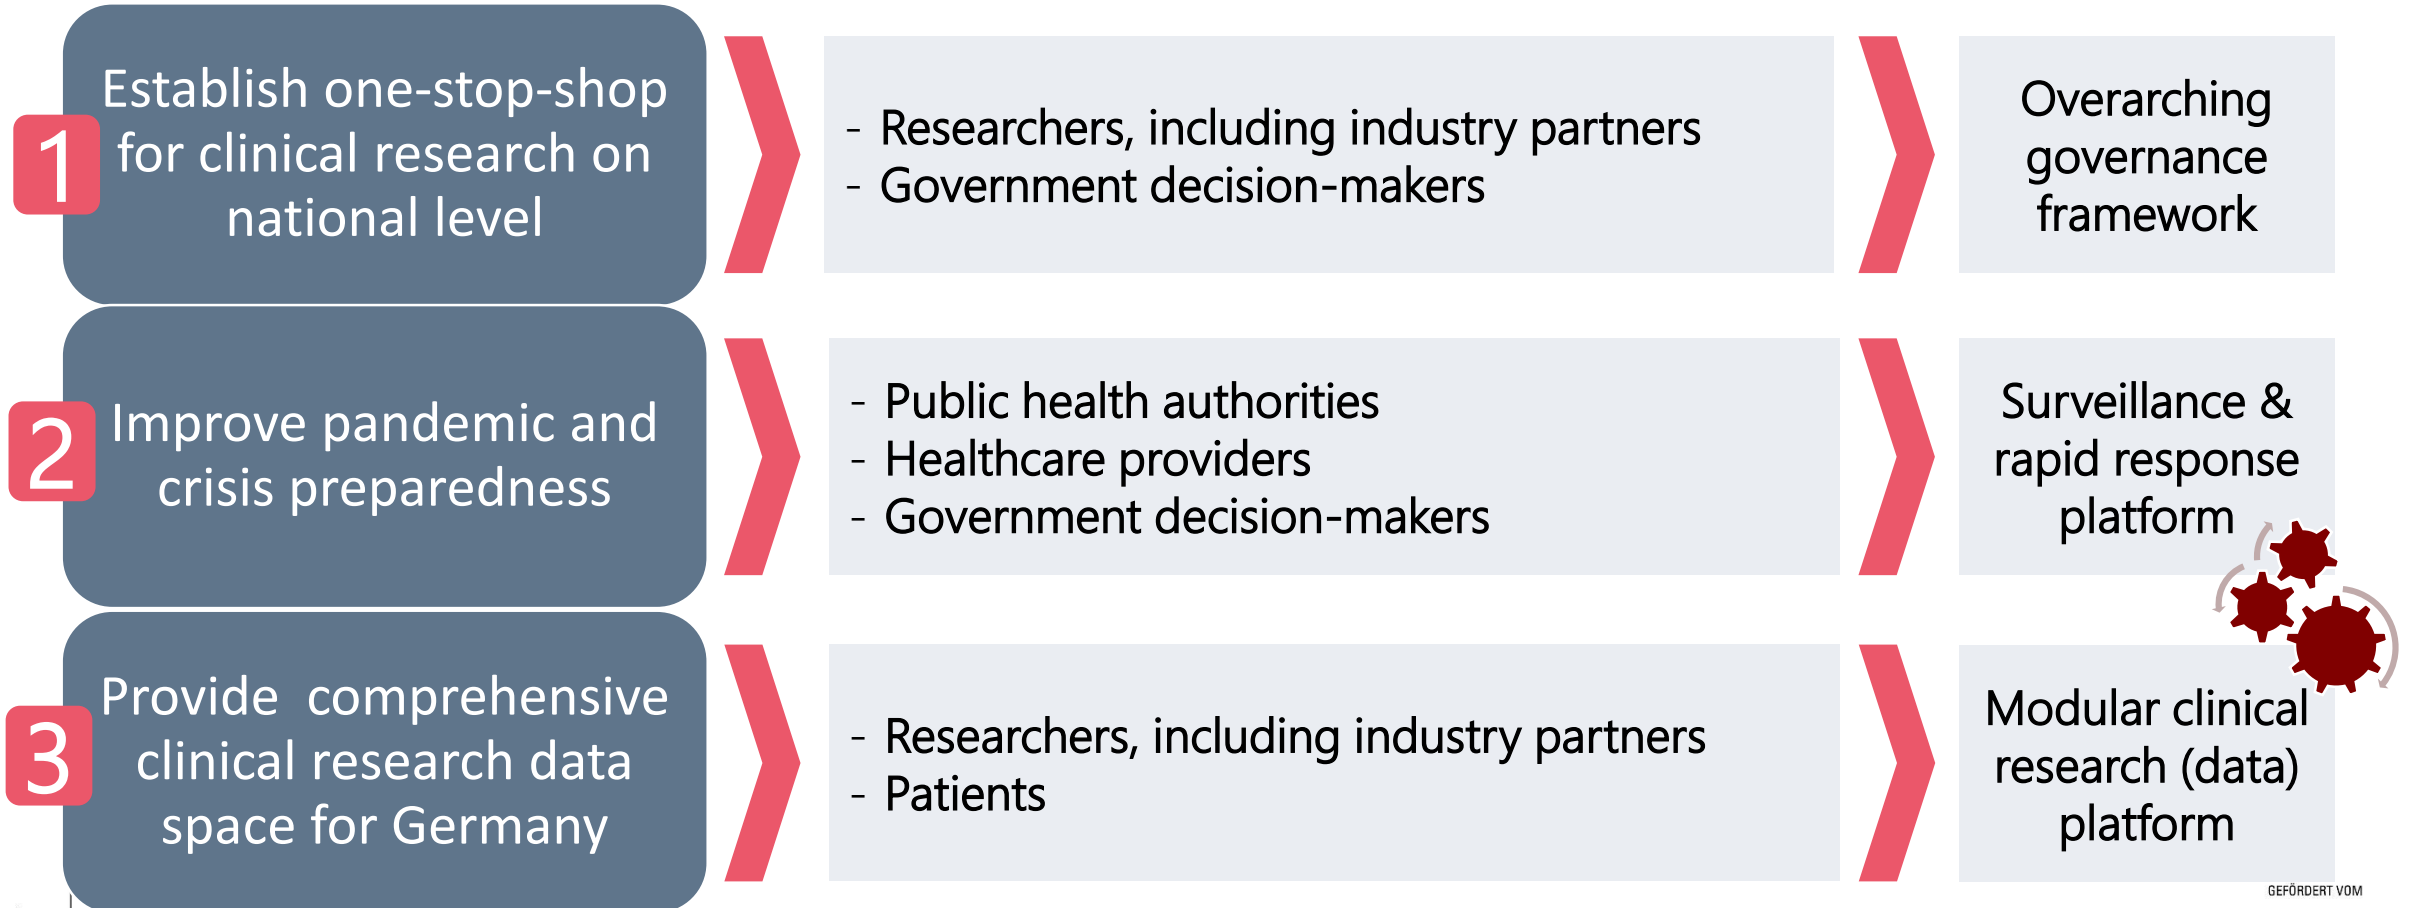 1
Establish one-stop-shop
for clinical research on
national level
- Researchers, including industry partners
- Government decision-makers
Overarching
governance
framework
2
Improve pandemic and
crisis preparedness
- Public health authorities
- Healthcare providers
- Government decision-makers
Surveillance &
rapid response
platform
3
Provide  comprehensive
clinical research data
space for Germany
- Researchers, including industry partners
- Patients
Modular clinical
research (data)
platform
GEFÖRDERT VOM